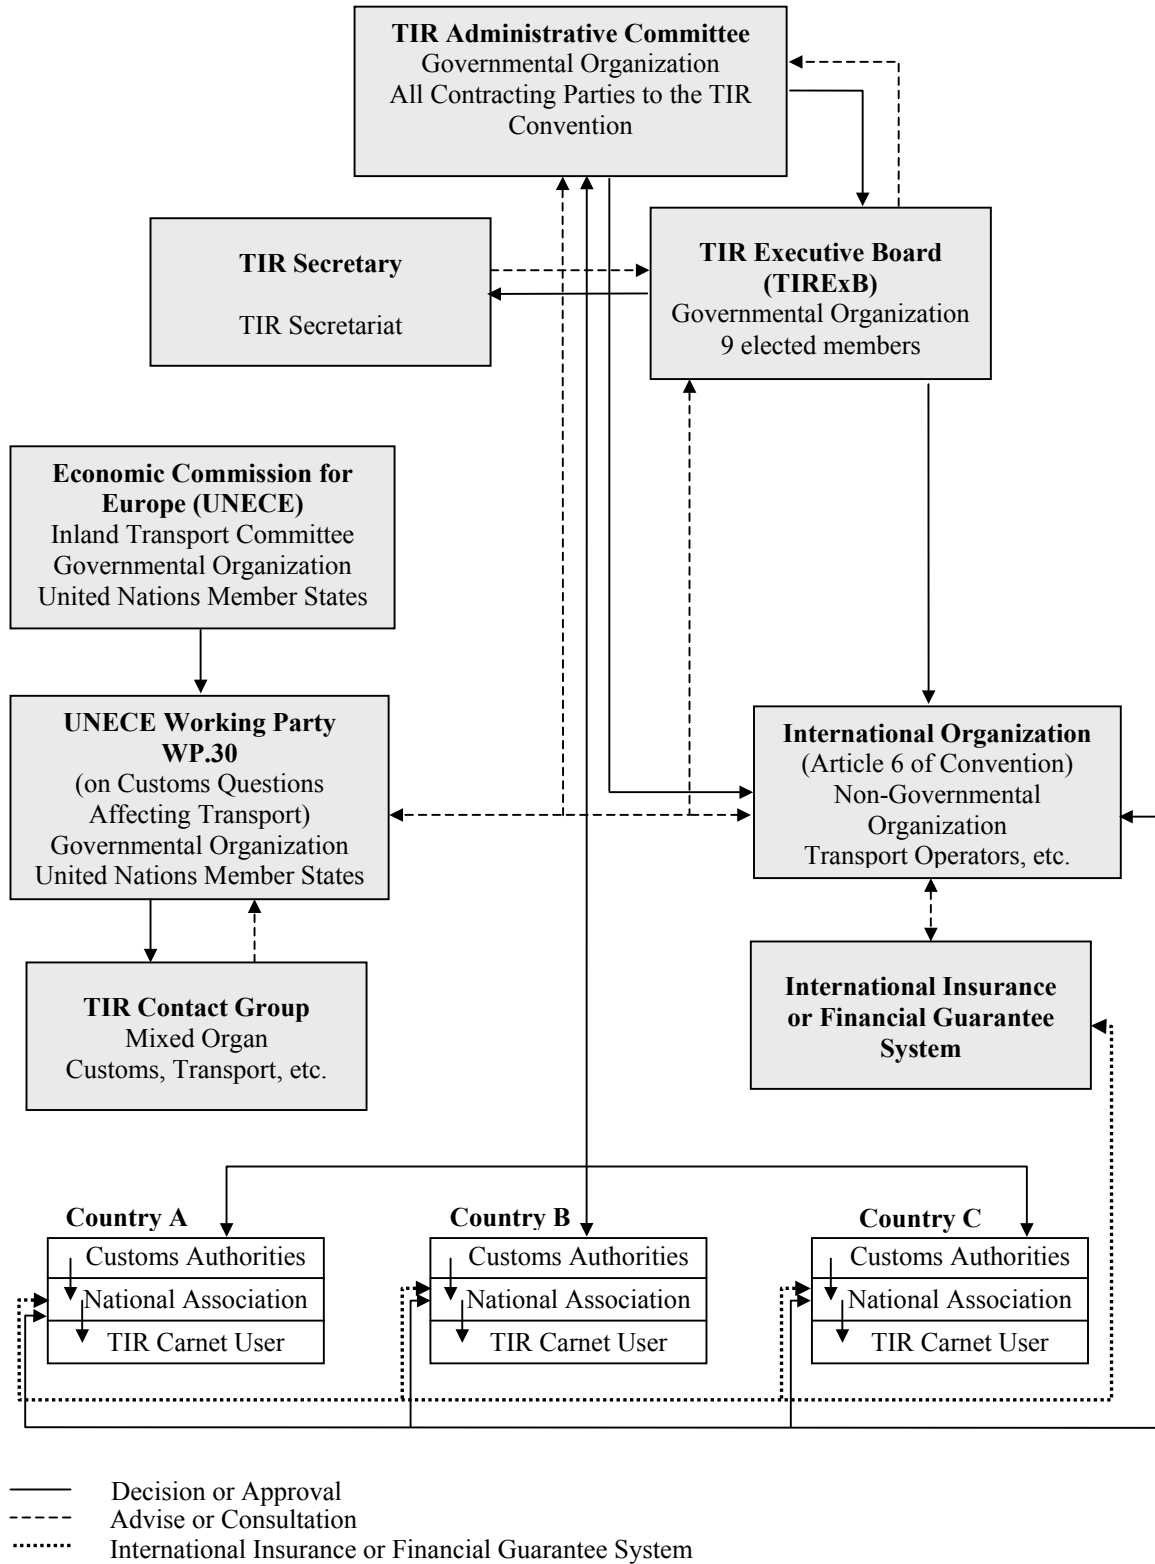 TIR Administrative Committee
Governmental Organization
All Contracting Parties to the TIR
Convention
TIR Secretary
TIR Secretariat
TIR Executive Board
(TIRExB)
Governmental Organization
9 elected members
Economic Commission for
Europe (UNECE)
Inland Transport Committee
Governmental Organization
United Nations Member States
UNECE Working Party
WP.30
(on Customs Questions
Affecting Transport)
Governmental Organization
United Nations Member States
International Organization
(Article 6 of Convention)
Non-Governmental
Organization
Transport Operators, etc.
TIR Contact Group
Mixed Organ
Customs, Transport, etc.
International Insurance
or Financial Guarantee
System
Country A
Customs Authorities
National Association
TIR Carnet User
Country B
Customs Authorities
National Association
TIR Carnet User
Country C
Customs Authorities
National Association
TIR Carnet User
Decision or Approval
Advise or Consultation
International Insurance or Financial Guarantee System